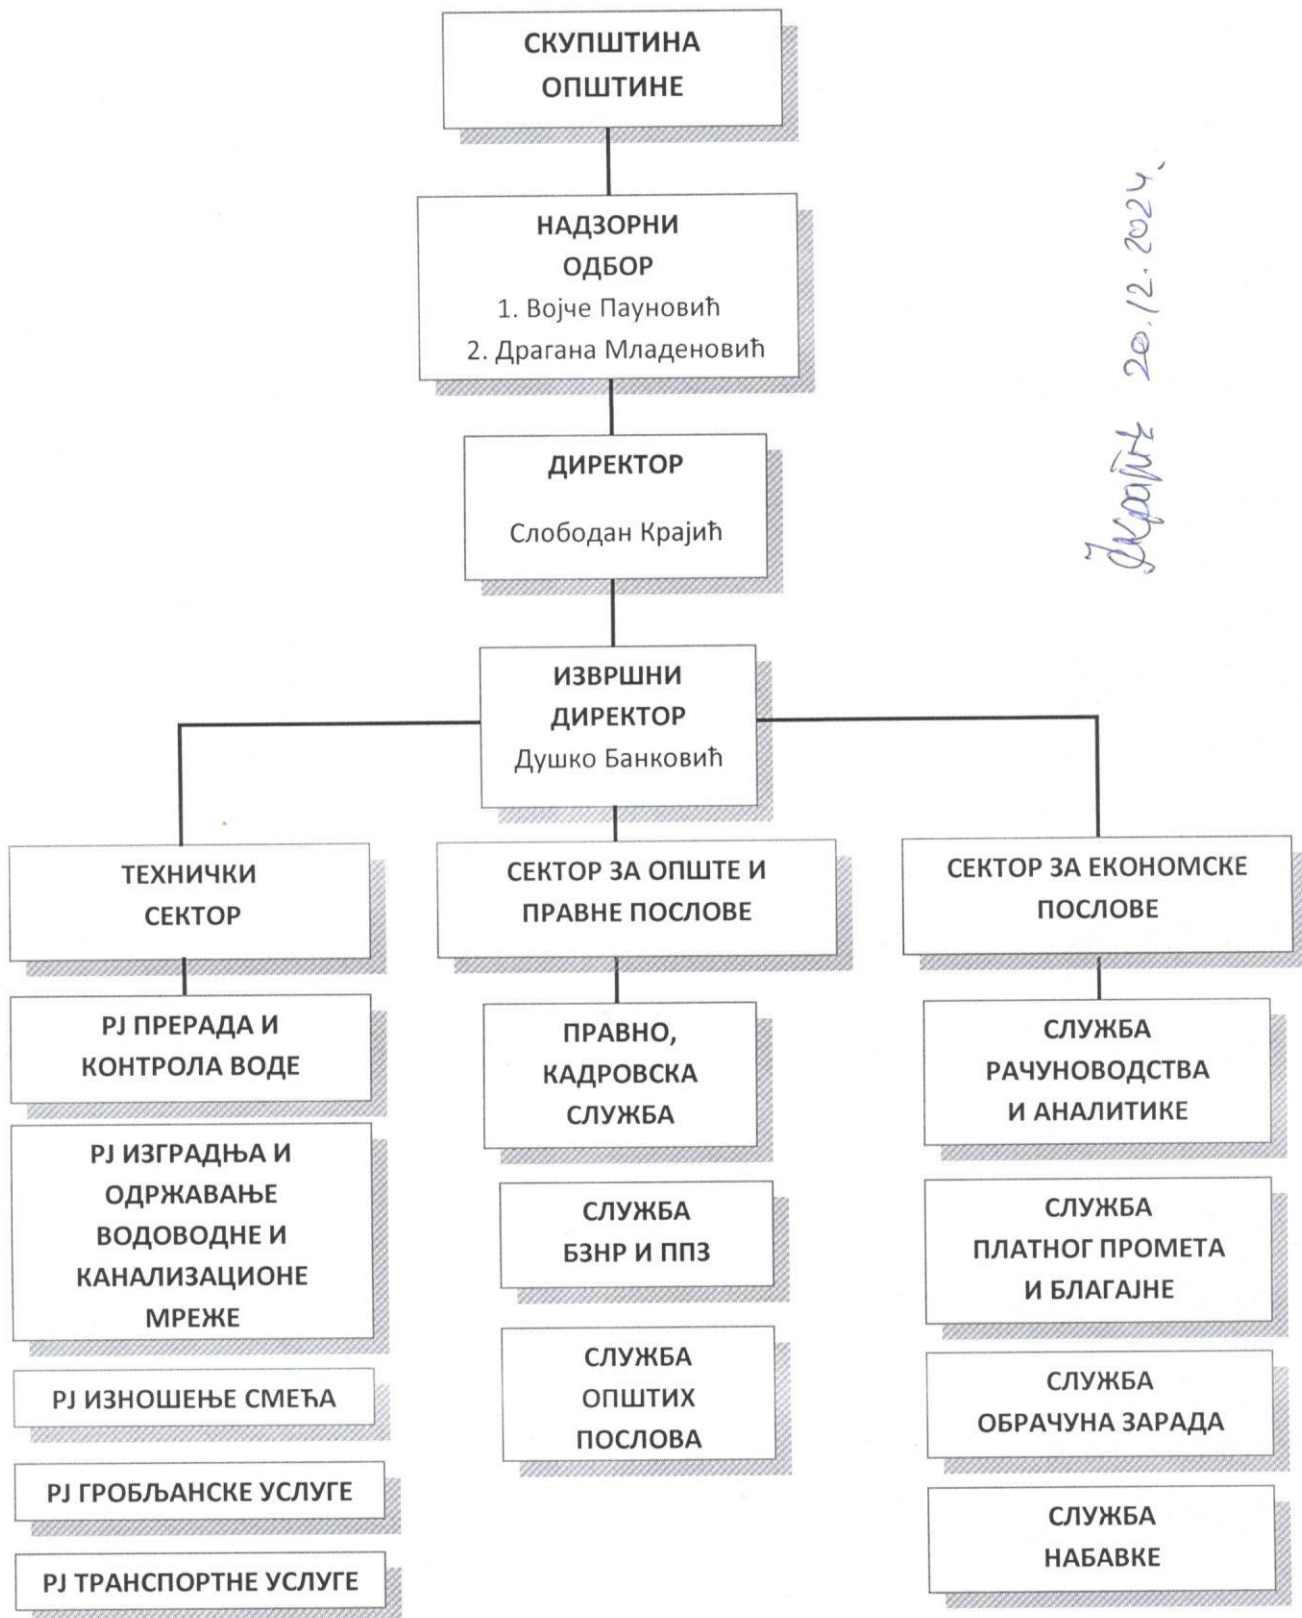 СКУПШТИНА
ОПШТИНЕ
НАДЗОРНИ
ОДБОР
1. Војче Пауновић
2. Драгана Младеновић
20.12.2024.
ДИРЕКТОР
Слободан Крајић
ИЗВРШНИ
ДИРЕКТОР
Душко Банковић
ТЕХНИЧКИ
СЕКТОР
РЈ ПРЕРАДА И
КОНТРОЛА ВОДЕ
РЈ ИЗГРАДЊА И
ОДРЖАВАЊЕ
ВОДОВОДНЕ И
КАНАЛИЗАЦИОНЕ
МРЕЖЕ
РЈ ИЗНОШЕЊЕ СМЕЋА
РЈ ГРОБЉАНСКЕ УСЛУГЕ
РЈ ТРАНСПОРТНЕ УСЛУГЕ
СЕКТОР ЗА ОПШТЕ И
ПРАВНЕ ПОСЛОВЕ
ПРАВНО,
КАДРОВСКА
СЛУЖБА
СЛУЖБА
БЗНР И ППЗ
СЛУЖБА
ОПШТИХ
ПОСЛОВА
СЕКТОР ЗА ЕКОНОМСКЕ
ПОСЛОВЕ
СЛУЖБА
РАЧУНОВОДСТВА
И АНАЛИТИКЕ
СЛУЖБА
ПЛАТНОГ ПРОМЕТА
И БЛАГАЈНЕ
СЛУЖБА
ОБРАЧУНА ЗАРАДА
СЛУЖБА
НАБАВКЕ